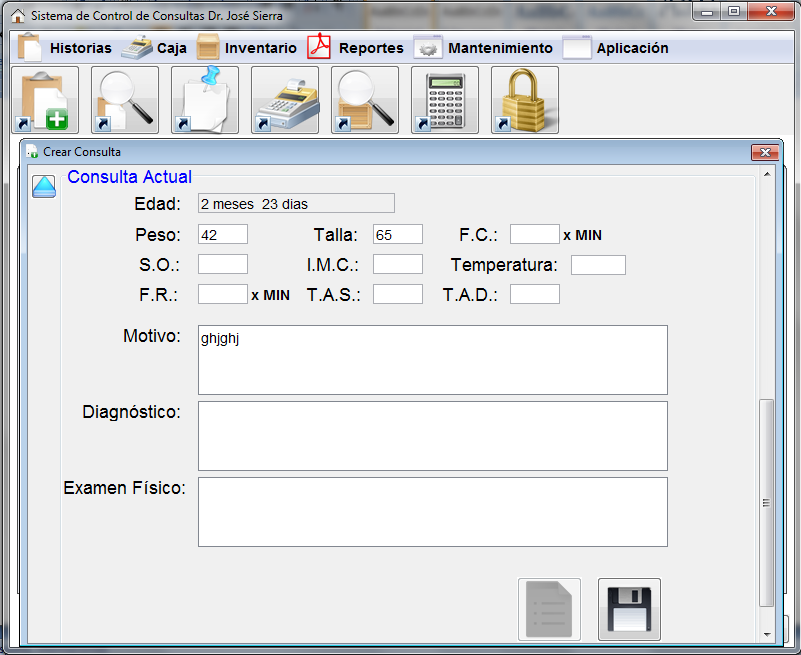 Sistema de Control de Consultas Dr. José Sierra
Historias Caja Inventario Reportes Mantenimiento Aplicación
Crear Consulta
Consulta Actual
Edad: 2 meses 23 dias
Peso: 42 Talla: 65 F.C.: x MIN
S.O.: I.M.C.: Temperatura:
F.R.: x MIN T.A.S.: T.A.D.:
Motivo: ghjghj
Diagnóstico:
Examen Físico: